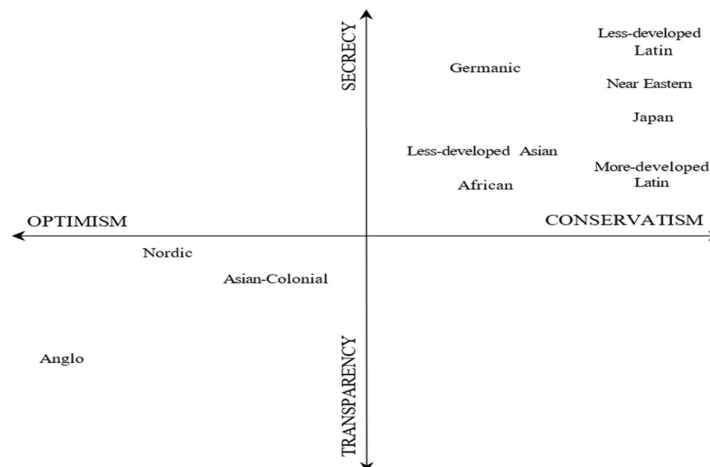 Less-developed
Latin
SECRECY
Germanic
Near Eastern
Japan
Less-developed Asian
More-developed
Latin
African
OPTIMISM
CONSERVATISM
Nordic
Asian-Colonial
Anglo
TRANSPARENCY